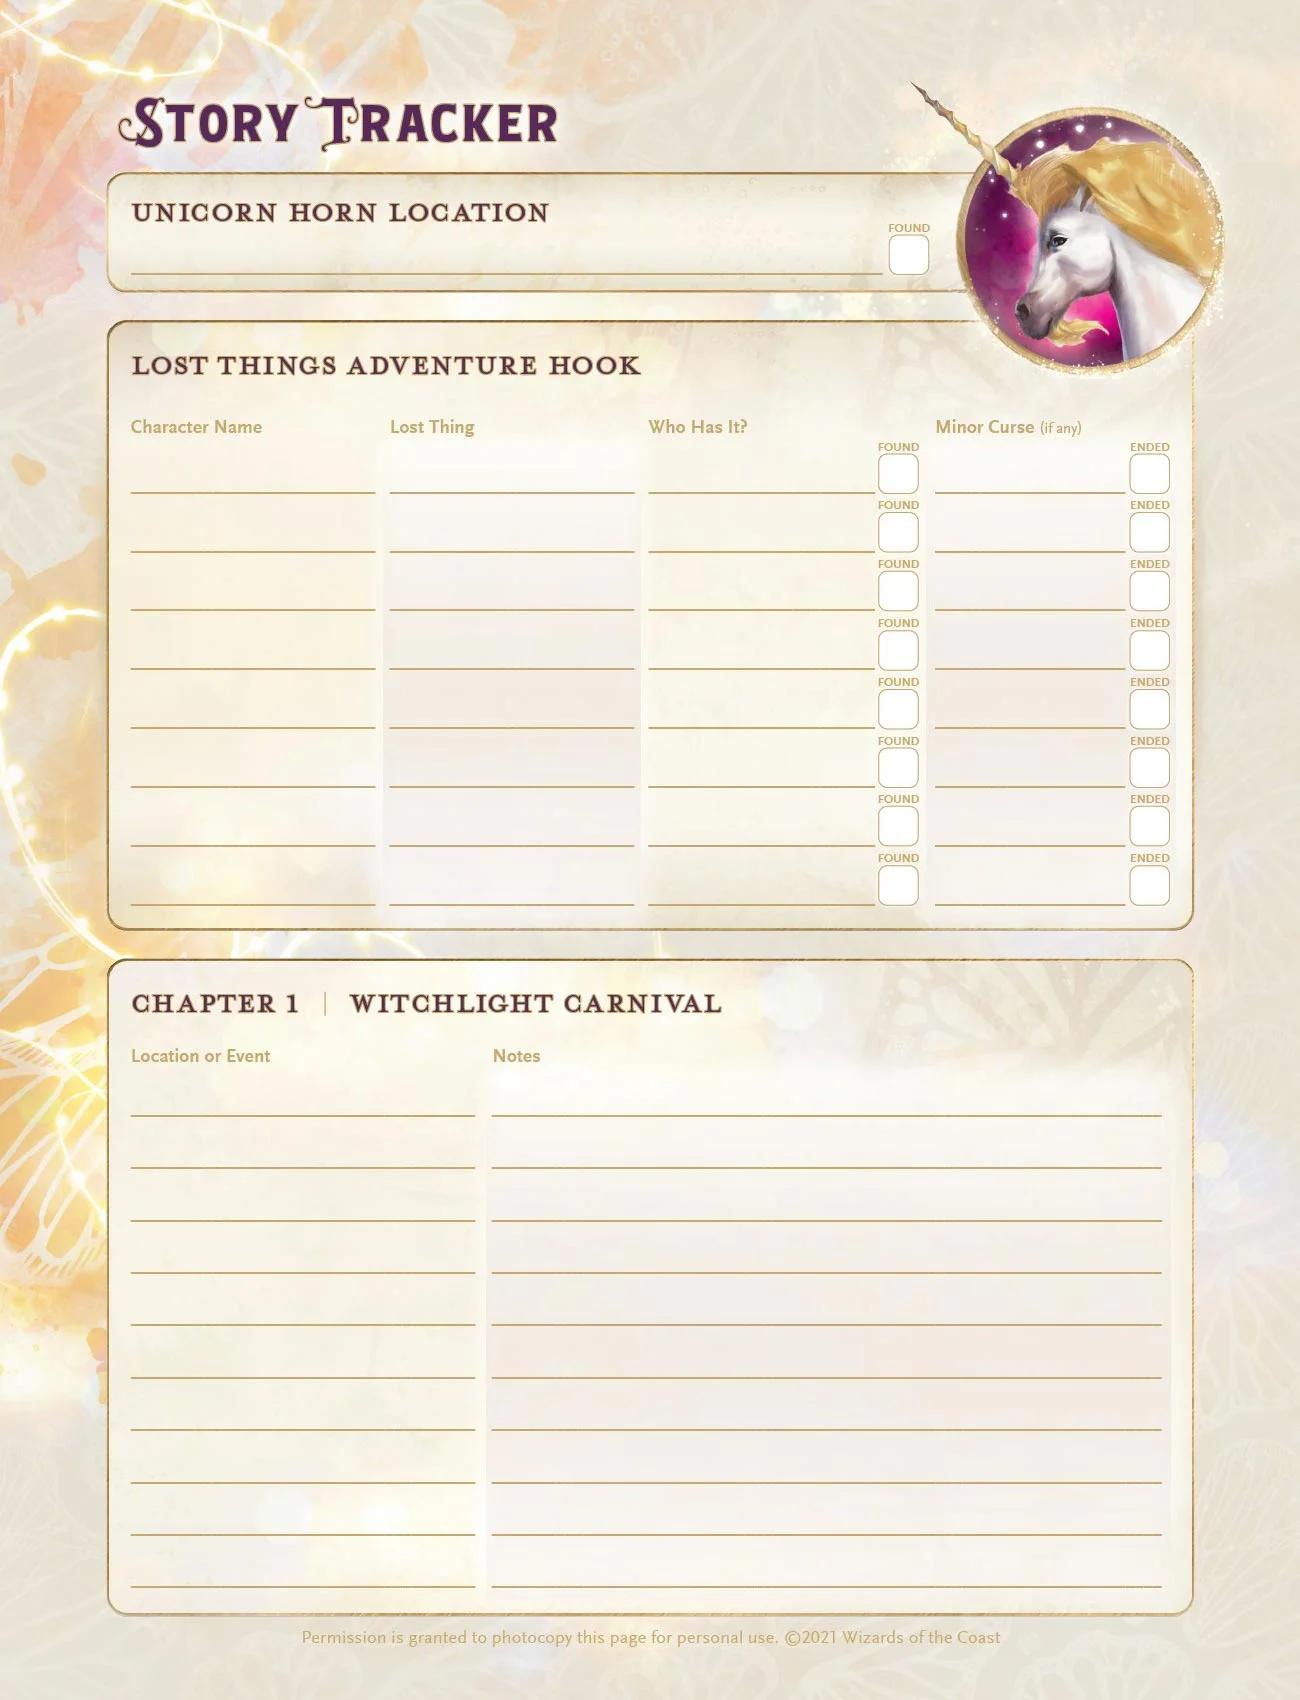 STORY TRACKER
UNICORN HORN LOCATION
FOUND
LOST THINGS ADVENTURE HOOK
Character Name Lost Thing Who Has It? Minor Curse (if any)
FOUND ENDED
FOUND ENDED
FOUND ENDED
FOUND ENDED
FOUND ENDED
FOUND ENDED
FOUND ENDED
FOUND ENDED
CHAPTER 1 | WITCHLIGHT CARNIVAL
Location or Event Notes
Permission is granted to photocopy this page for personal use. ©2021 Wizards of the Coast